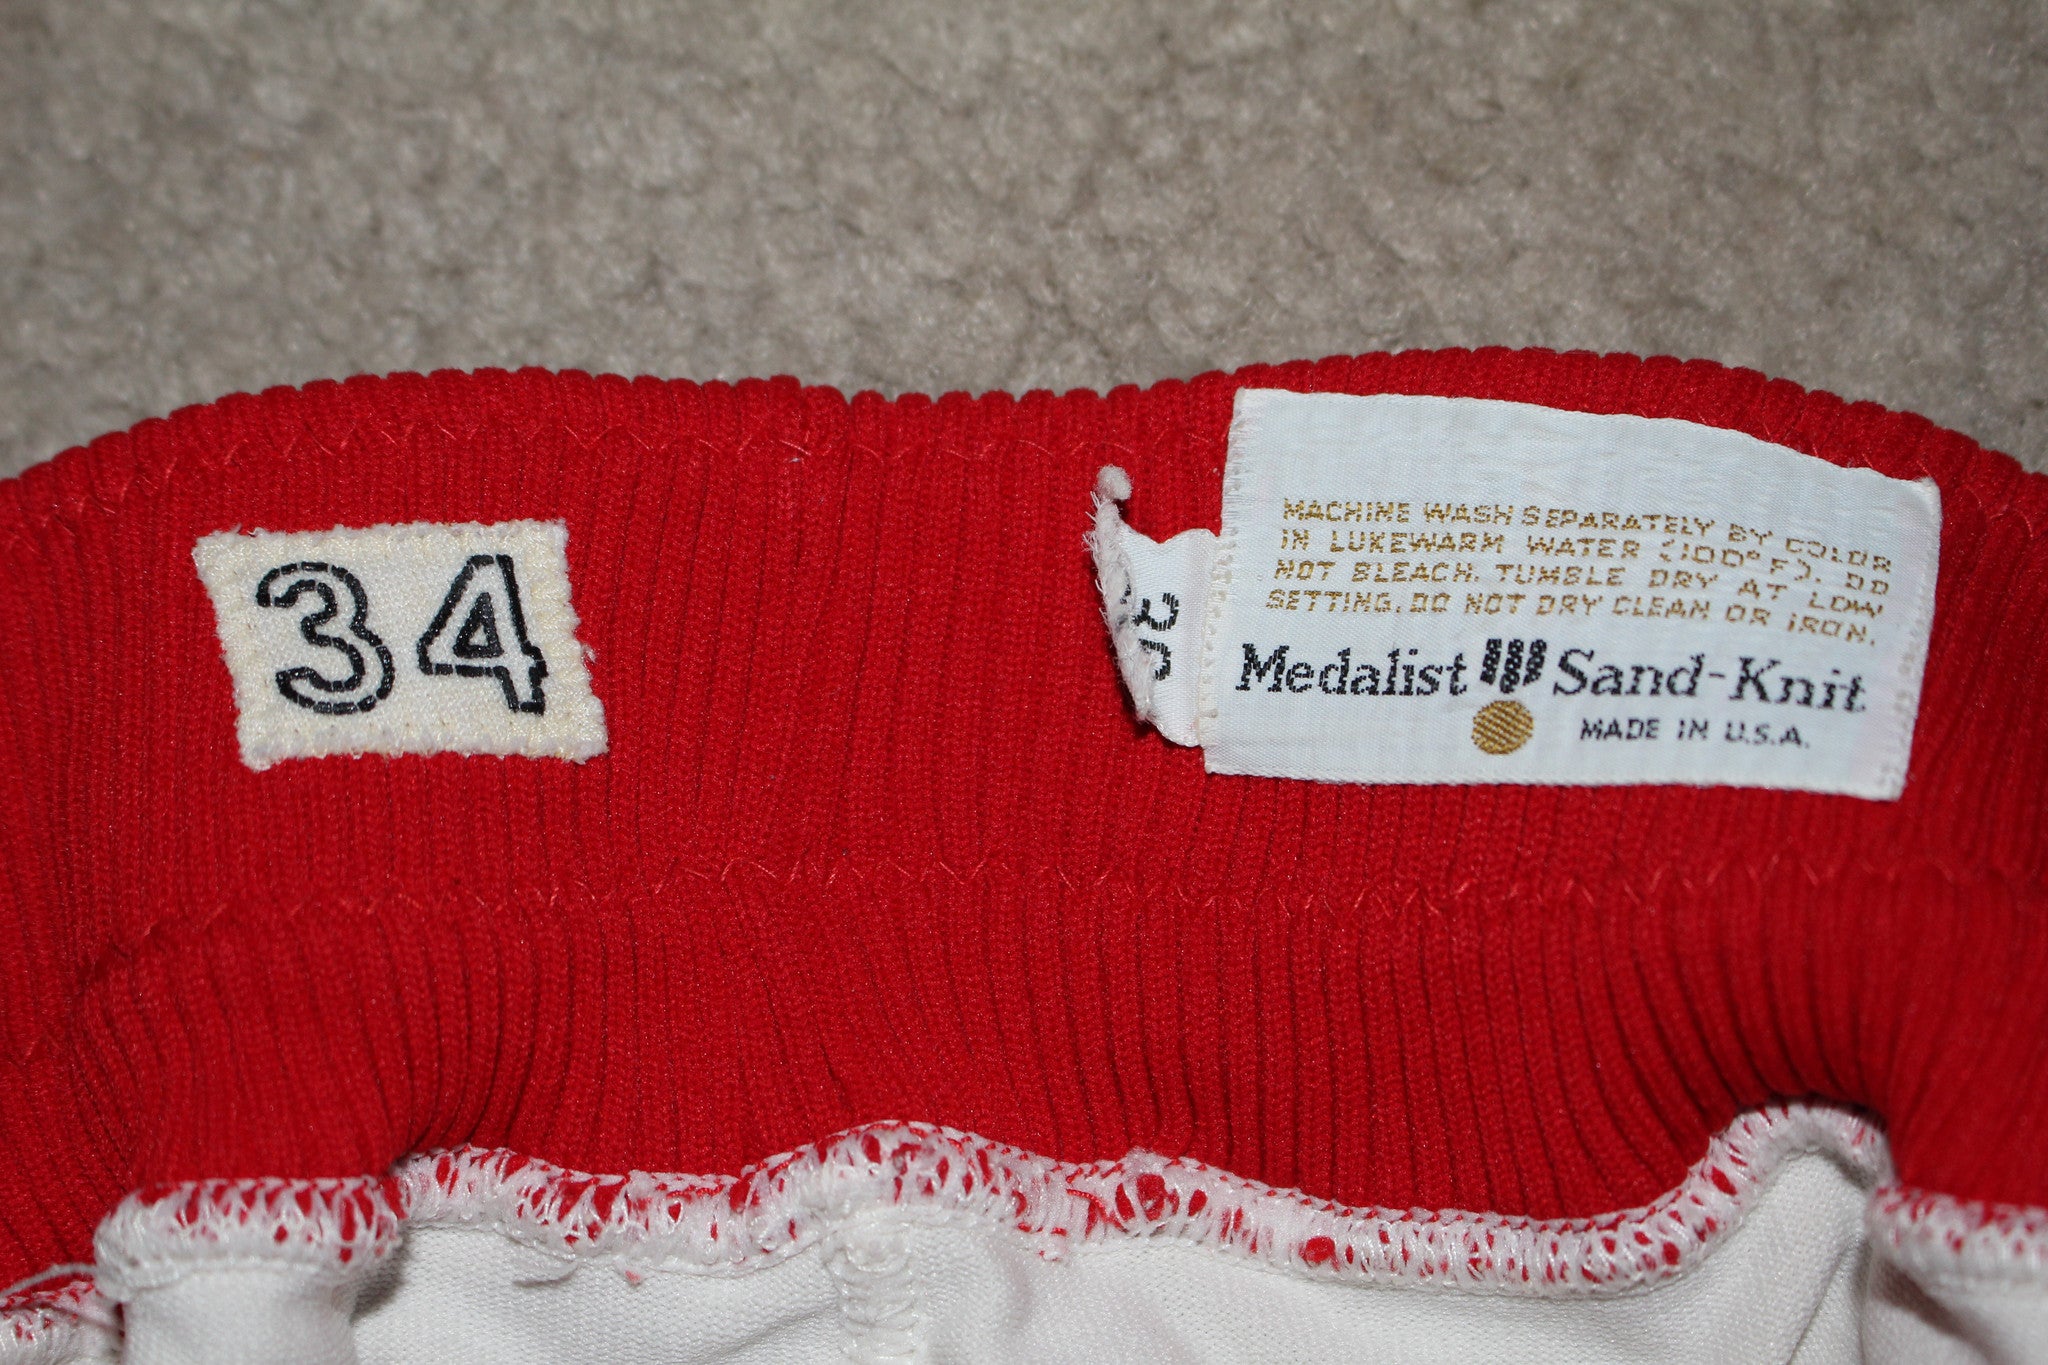 34
MACHINE WASH SEPARATELY BY COLOR
IN LUKEWARM WATER (100° F). DO
NOT BLEACH. TUMBLE DRY AT LOW
SETTING. DO NOT DRY CLEAN OR IRON.
Medalist Sand-Knit
MADE IN U.S.A.